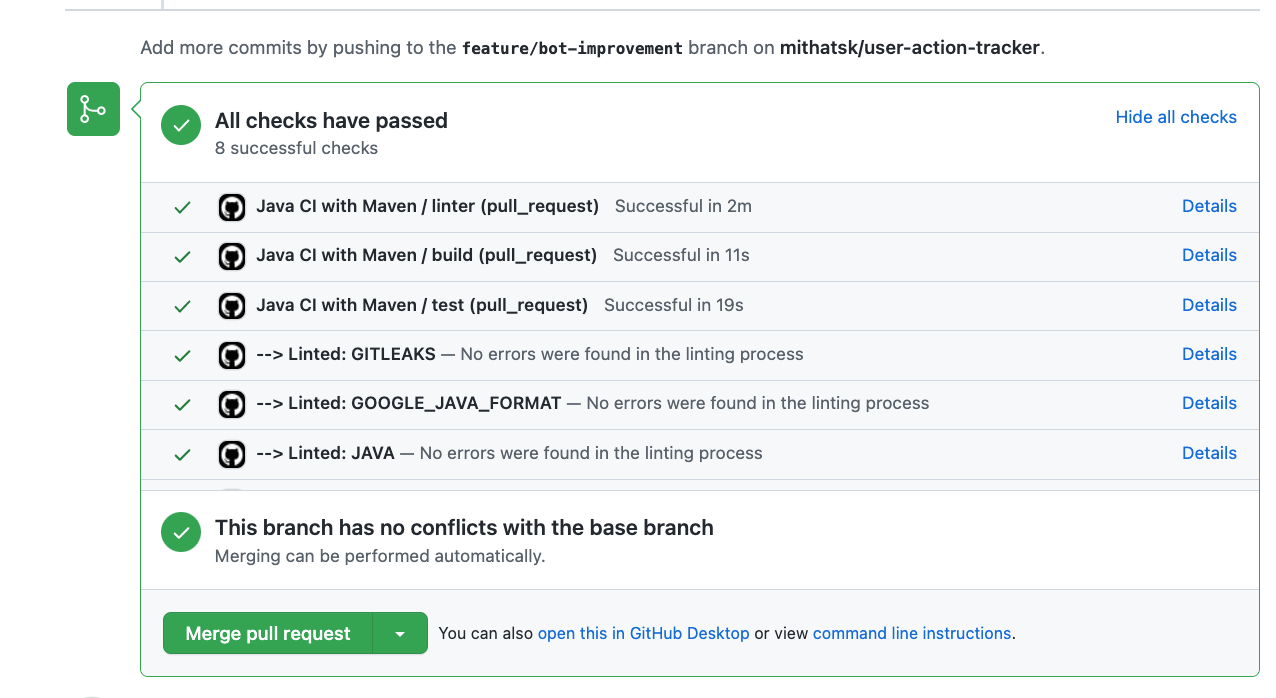 Add more commits by pushing to the feature/bot-improvement branch on mithatsk/user-action-tracker.
All checks have passed
Hide all checks
8 successful checks
Java CI with Maven / linter (pull_request) Successful in 2m Details
Java CI with Maven / build (pull_request) Successful in 11s Details
Java CI with Maven / test (pull_request) Successful in 19s Details
--> Linted: GITLEAKS — No errors were found in the linting process Details
--> Linted: GOOGLE_JAVA_FORMAT — No errors were found in the linting process Details
--> Linted: JAVA — No errors were found in the linting process Details
This branch has no conflicts with the base branch
Merging can be performed automatically.
Merge pull request You can also open this in GitHub Desktop or view command line instructions.